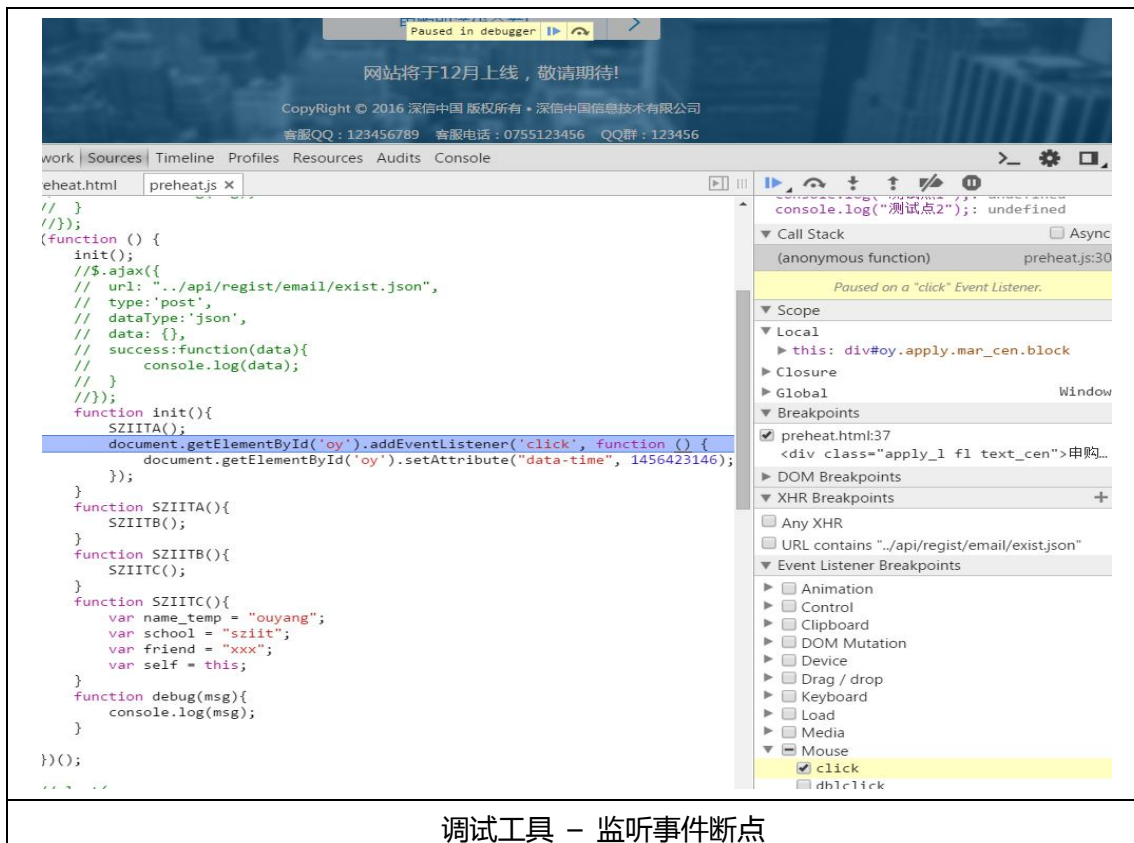 Paused in debugger
网站将于12月上线，敬请期待!
CopyRight © 2016 深信中国 版权所有 • 深信中国信息技术有限公司
客服QQ：123456789 客服电话：0755123456 QQ群：123456
work Sources Timeline Profiles Resources Audits Console
eheat.html preheat.js ×
// }
//});
(function () {
init();
//$.ajax({
// url: "../api/regist/email/exist.json",
// type:'post',
// dataType:'json',
// data: {},
// success:function(data){
// console.log(data);
// }
//});
function init(){
SZIITA();
document.getElementById('oy').addEventListener('click', function () {
document.getElementById('oy').setAttribute("data-time", 1456423146);
});
}
function SZIITA(){
SZIITB();
}
function SZIITB(){
SZIITC();
}
function SZIITC(){
var name_temp = "ouyang";
var school = "sziit";
var friend = "xxx";
var self = this;
}
function debug(msg){
console.log(msg);
}
})();
console.log("测试点2");: undefined
Call Stack Async
(anonymous function) preheat.js:30
Paused on a "click" Event Listener.
Scope
Local
this: div#oy.apply.mar_cen.block
Closure
Global Window
Breakpoints
preheat.html:37
<div class="apply_l fl text_cen">申购…
DOM Breakpoints
XHR Breakpoints +
Any XHR
URL contains "../api/regist/email/exist.json"
Event Listener Breakpoints
Animation
Control
Clipboard
DOM Mutation
Device
Drag / drop
Keyboard
Load
Media
Mouse
click
dblclick
调试工具 – 监听事件断点